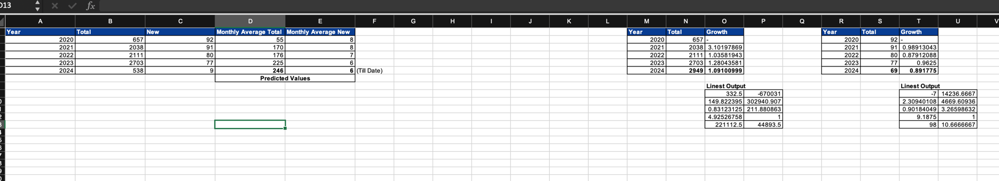 D13 fx
A B C D E F G H I J K L M N O P Q R S T U V
Year Total New Monthly Average Total Monthly Average New Year Total Growth Year Total Growth
2020 657 92 55 8 2020 657 - 2020 92 -
2021 2038 91 170 8 2021 2038 3.10197869 2021 91 0.98913043
2022 2111 80 176 7 2022 2111 1.03581943 2022 80 0.87912088
2023 2703 77 225 6 2023 2703 1.28043581 2023 77 0.9625
2024 538 9 246 6 (Till Date) 2024 2949 1.09100999 2024 69 0.891775
Predicted Values
Linest Output Linest Output
332.5 -670031 -7 14236.6667
149.822395 302940.907 2.30940108 4669.60936
0.83123125 211.880863 0.90184049 3.26598632
4.92526758 1 9.1875 1
221112.5 44893.5 98 10.6666667